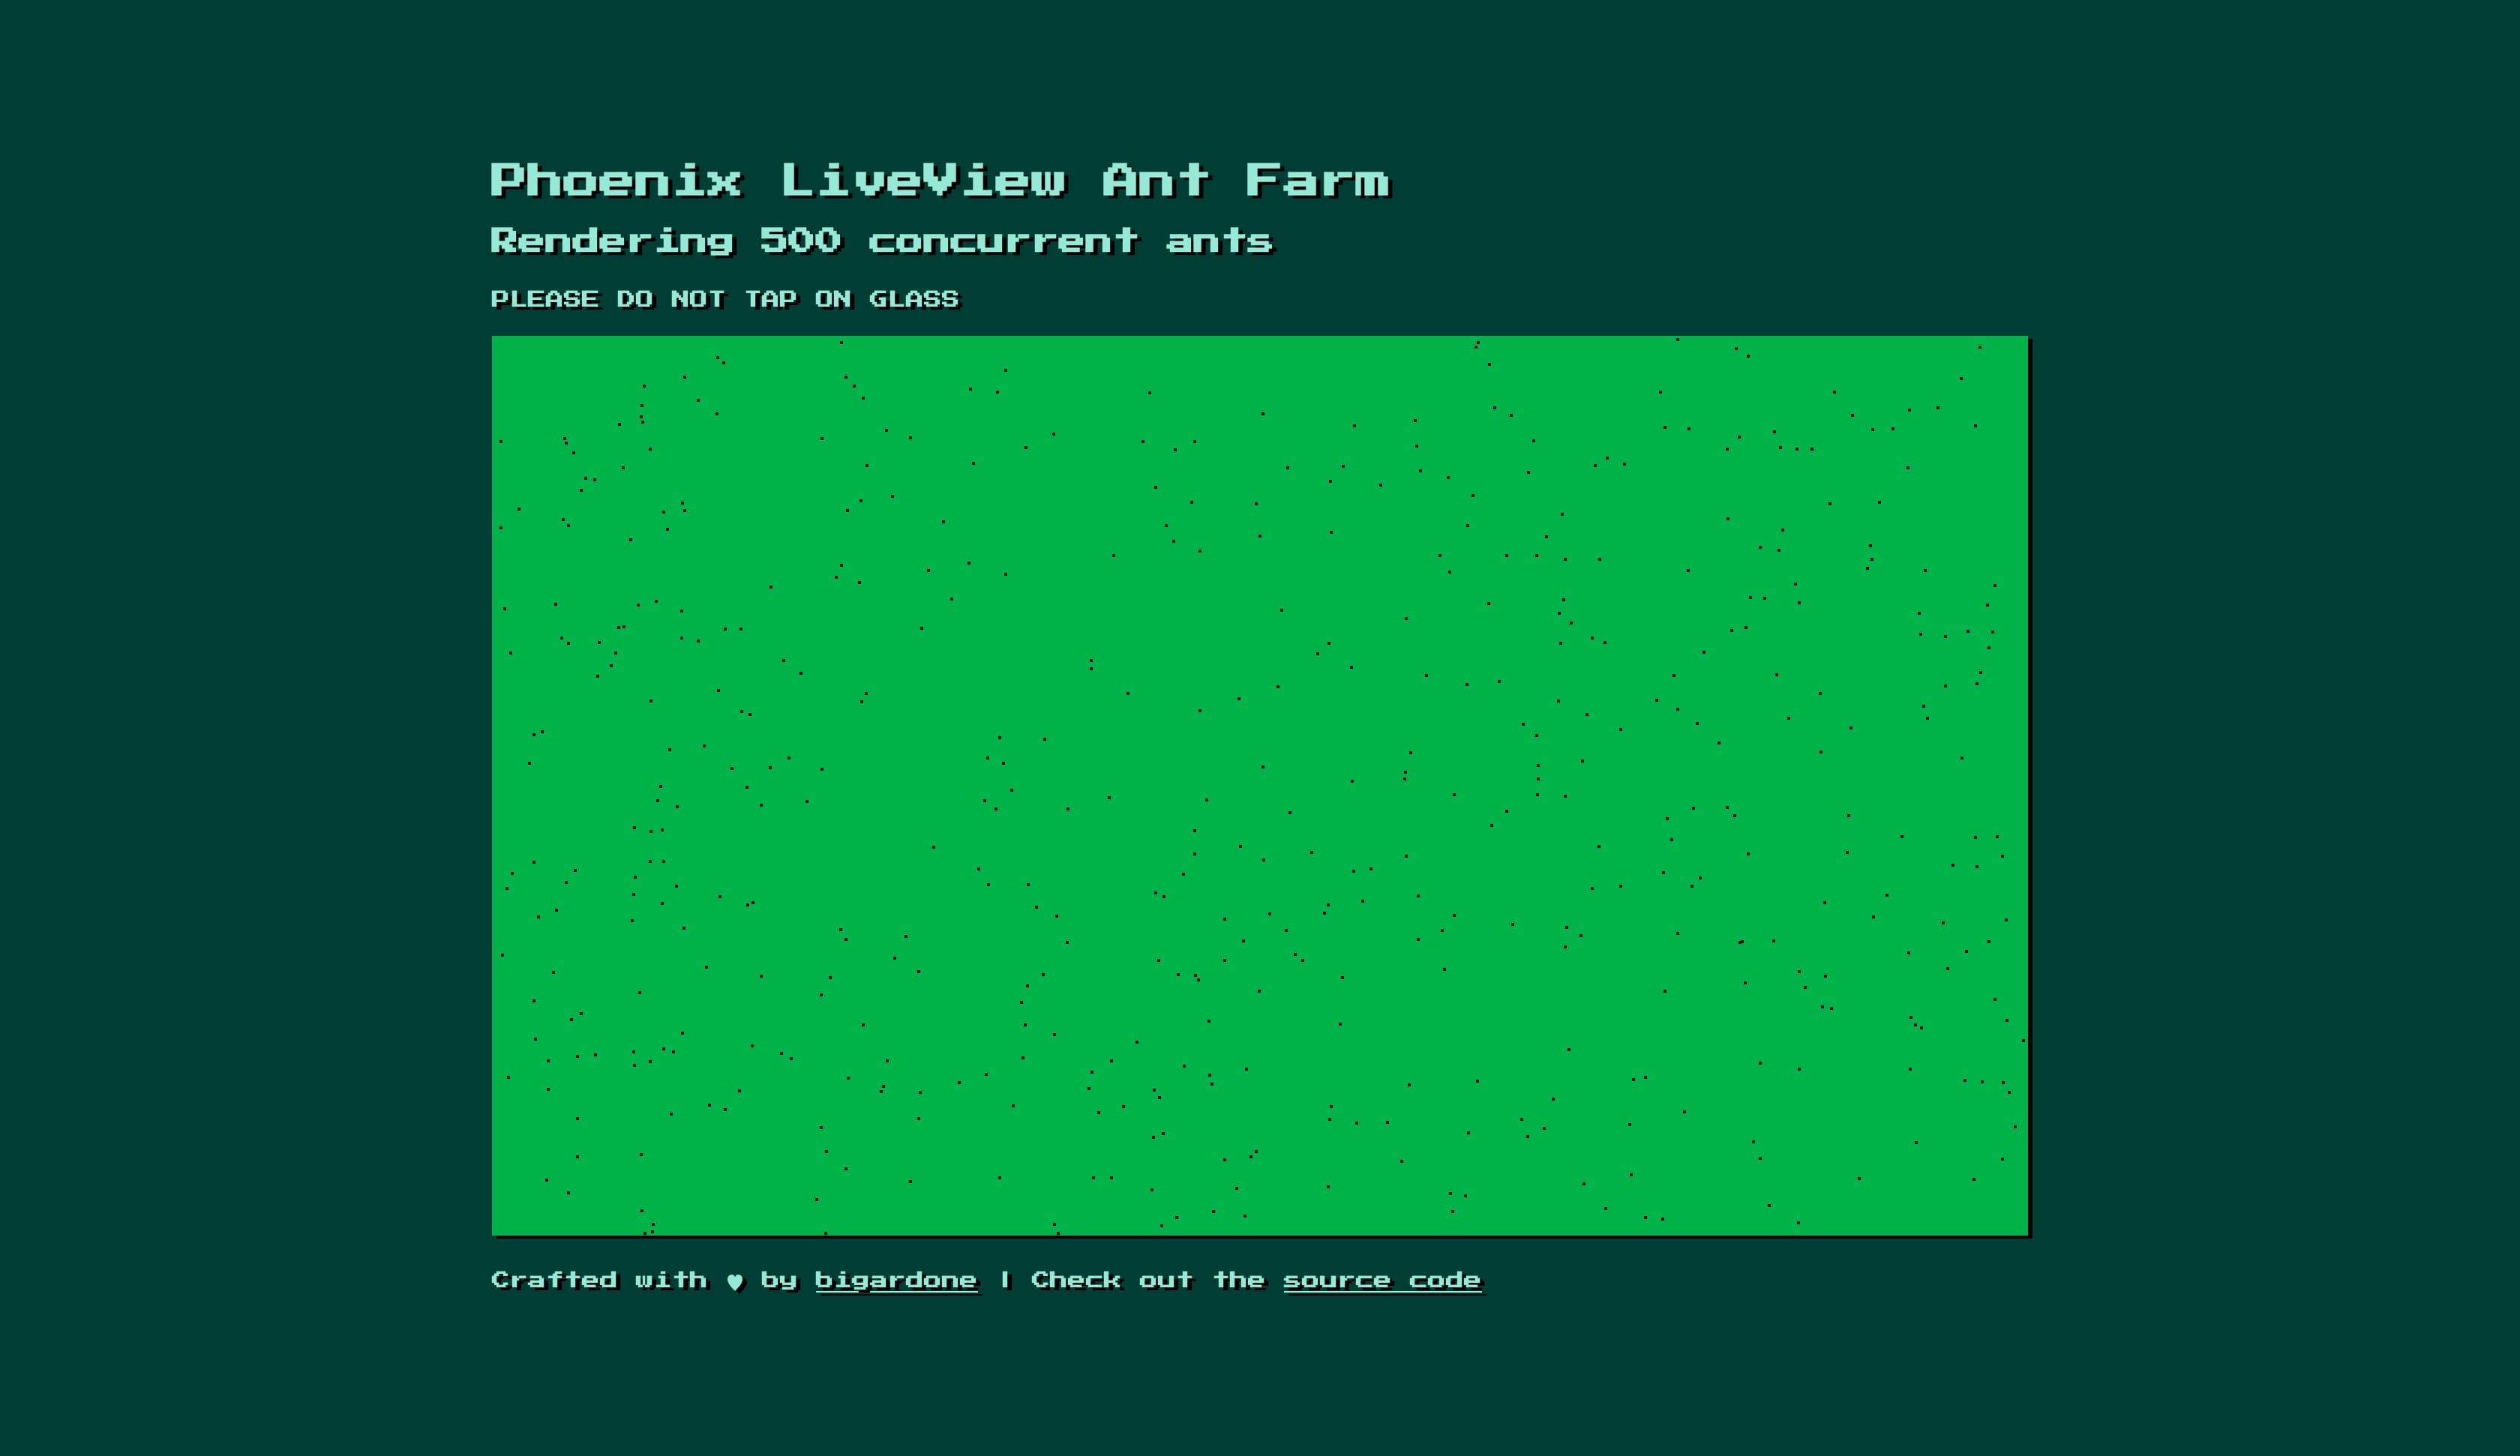 Phoenix LiveView Ant Farm
Rendering 500 concurrent ants
PLEASE DO NOT TAP ON GLASS
Crafted with ♥ by bigardone | Check out the source code